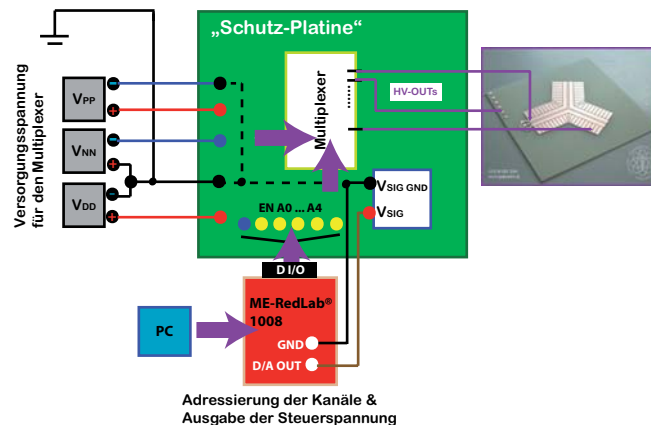 „Schutz-Platine“
Versorgungsspannung
für den Multiplexer
VPP
VNN
VDD
Multiplexer
HV-OUTs
VSIG GND
VSIG
EN A0 ... A4
D I/O
ME-RedLab®
1008
PC
GND
D/A OUT
Adressierung der Kanäle &
Ausgabe der Steuerspannung